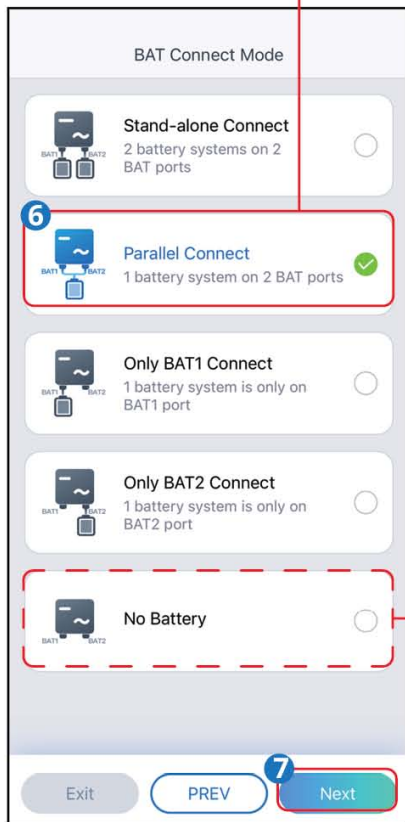 BAT Connect Mode
Stand-alone Connect
2 battery systems on 2
BAT ports
BAT1 BAT2
6
Parallel Connect
1 battery system on 2 BAT ports
BAT1 BAT2
Only BAT1 Connect
1 battery system is only on
BAT1 port
BAT1 BAT2
Only BAT2 Connect
1 battery system is only on
BAT2 port
BAT1 BAT2
No Battery
BAT1 BAT2
7
Exit PREV Next